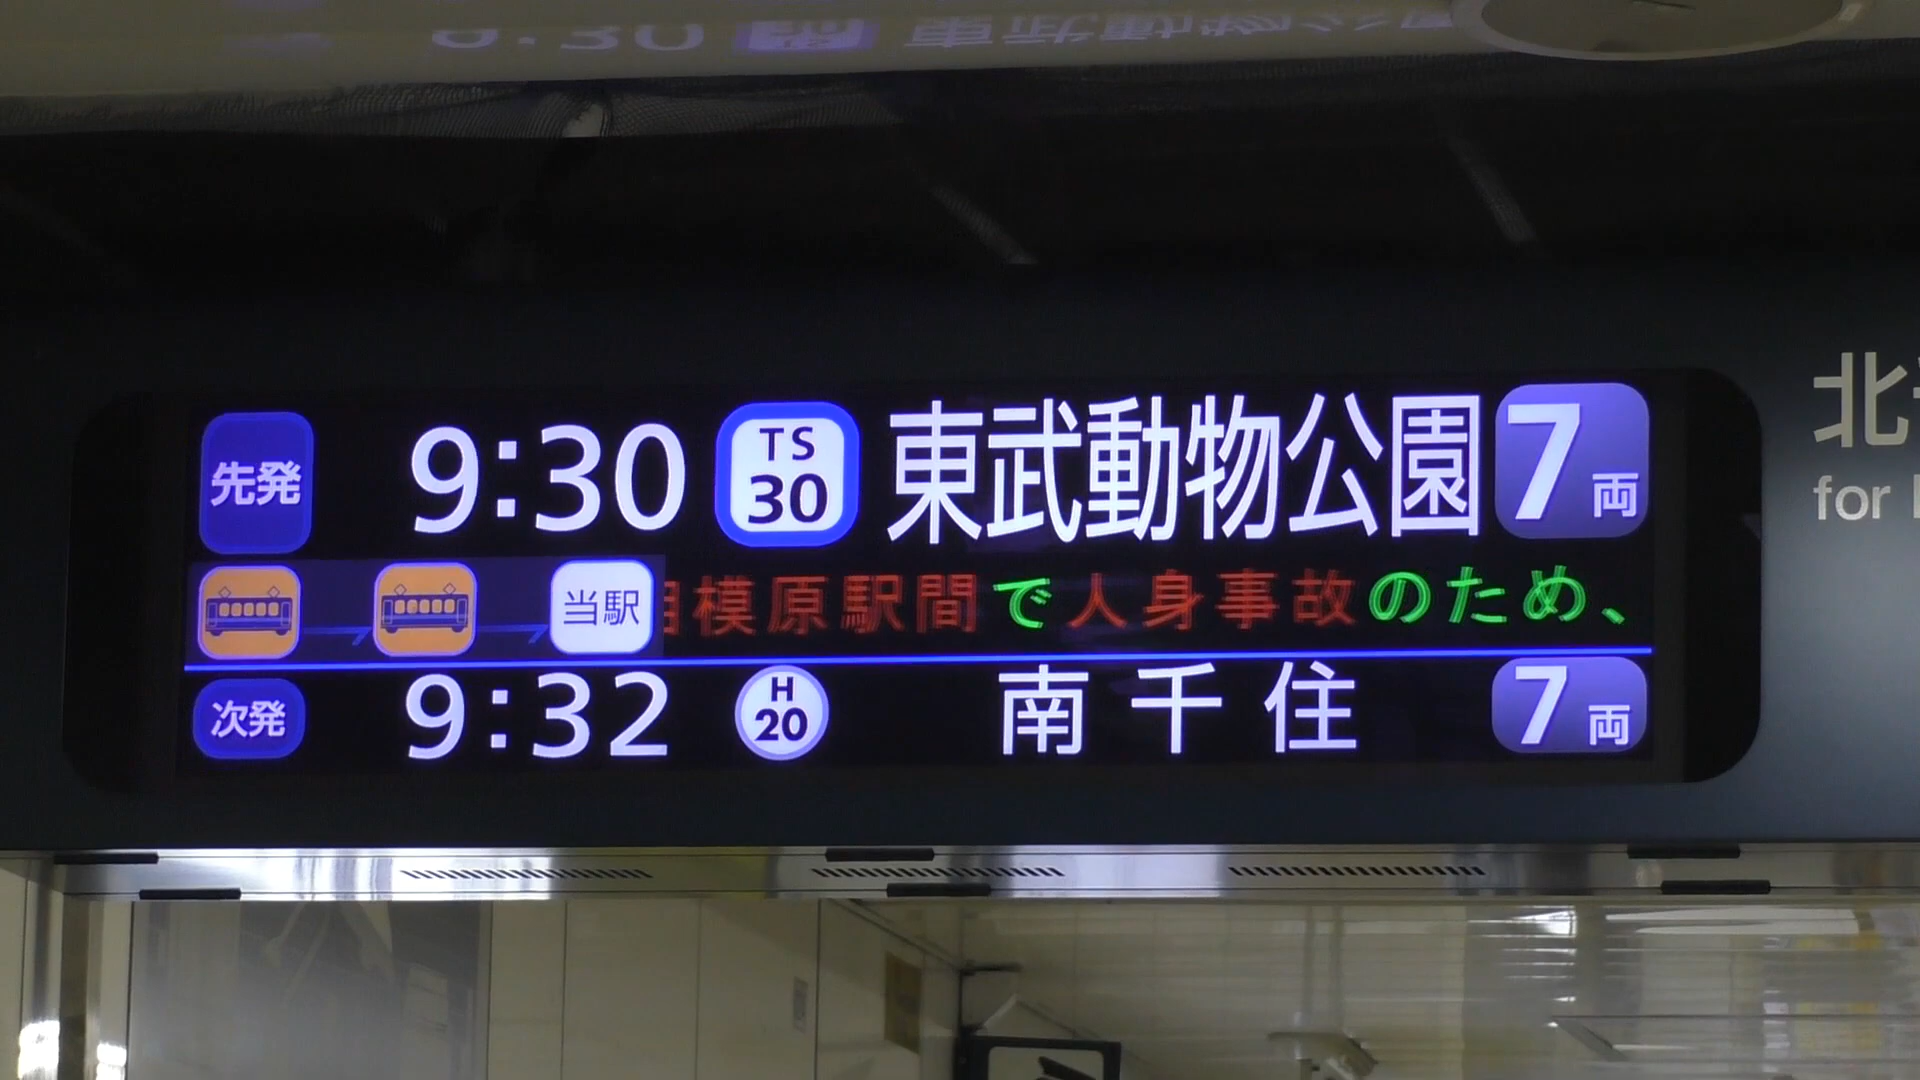 先発 9:30 TS 30 東武動物公園 7両
当駅 模原駅間で人身事故のため、
次発 9:32 H 20 南千住 7両
北
for